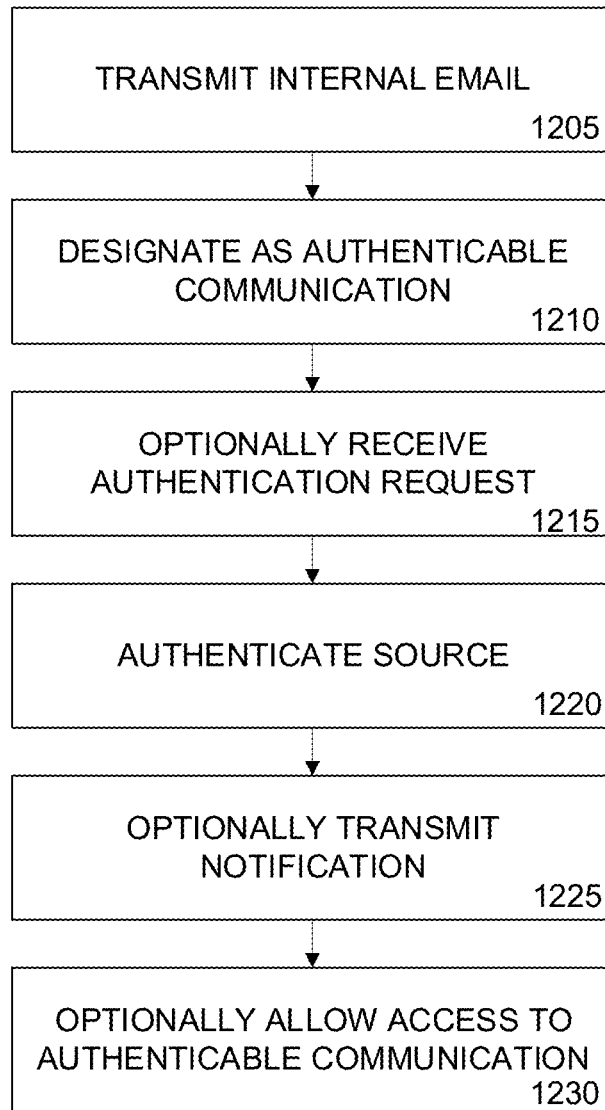 TRANSMIT INTERNAL EMAIL
1205
DESIGNATE AS AUTHENTICABLE
COMMUNICATION
1210
OPTIONALLY RECEIVE
AUTHENTICATION REQUEST
1215
AUTHENTICATE SOURCE
1220
OPTIONALLY TRANSMIT
NOTIFICATION
1225
OPTIONALLY ALLOW ACCESS TO
AUTHENTICABLE COMMUNICATION
1230